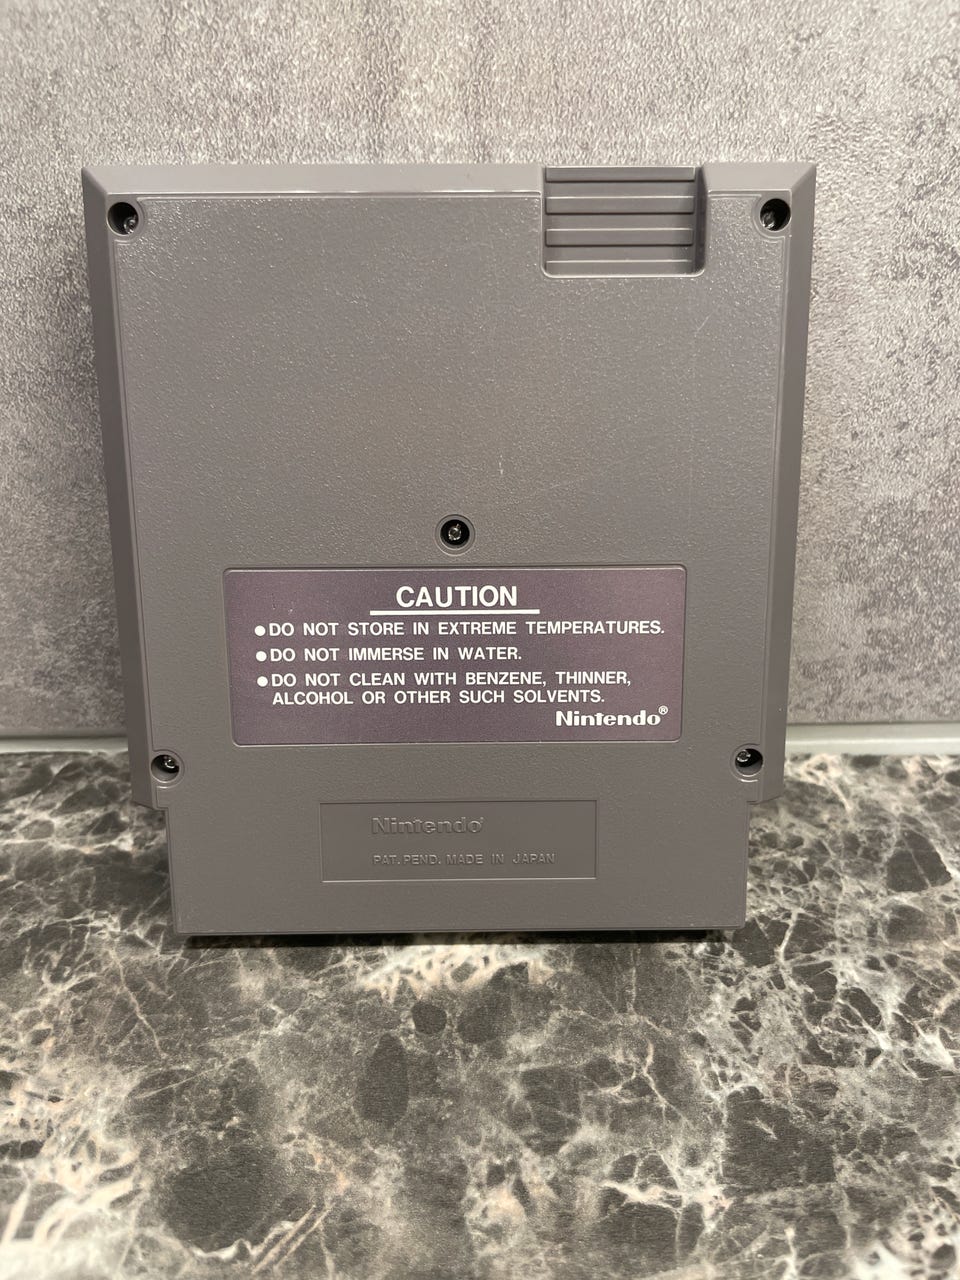 CAUTION
●DO NOT STORE IN EXTREME TEMPERATURES.
●DO NOT IMMERSE IN WATER.
●DO NOT CLEAN WITH BENZENE, THINNER,
ALCOHOL OR OTHER SUCH SOLVENTS.
Nintendo®
Nintendo®
PAT. PEND. MADE IN JAPAN